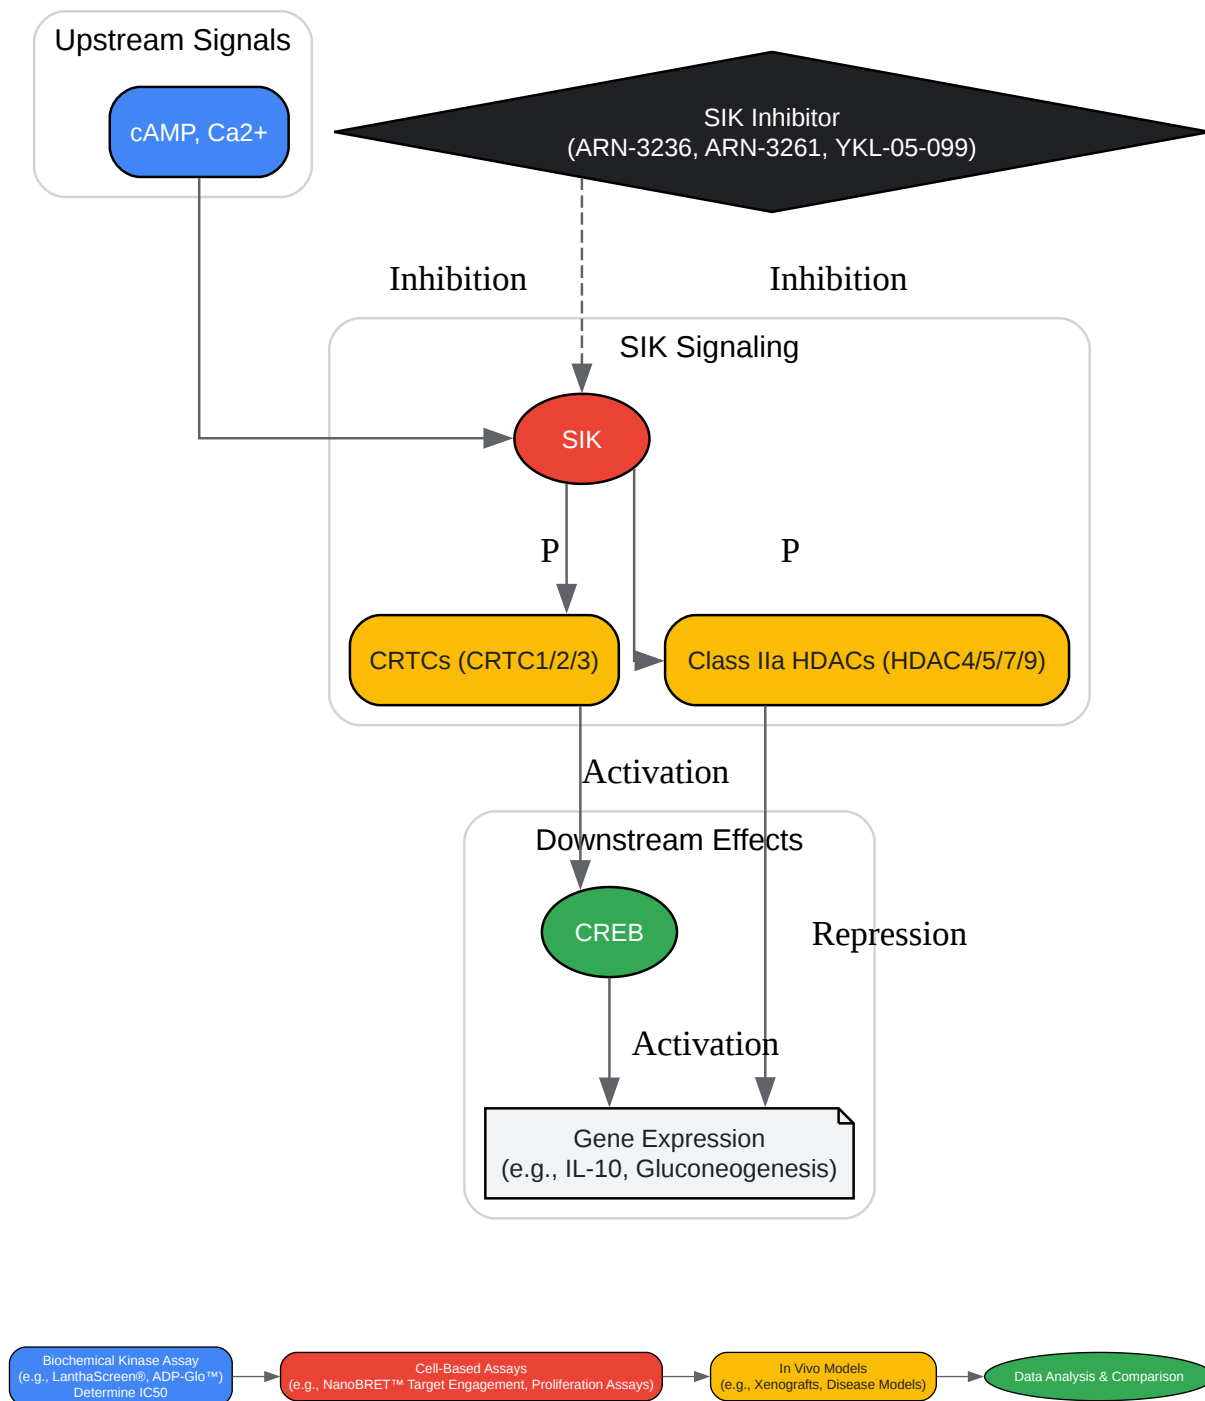 Upstream Signals
cAMP, Ca2+
SIK Inhibitor
(ARN-3236, ARN-3261, YKL-05-099)
Inhibition
Inhibition
SIK Signaling
SIK
P
P
CRTCs (CRTC1/2/3)
Class IIa HDACs (HDAC4/5/7/9)
Activation
Downstream Effects
CREB
Repression
Activation
Gene Expression
(e.g., IL-10, Gluconeogenesis)
Biochemical Kinase Assay
(e.g., LanthaScreen®, ADP-Glo™)
Determine IC50
Cell-Based Assays
(e.g., NanoBRET™ Target Engagement, Proliferation Assays)
In Vivo Models
(e.g., Xenografts, Disease Models)
Data Analysis & Comparison